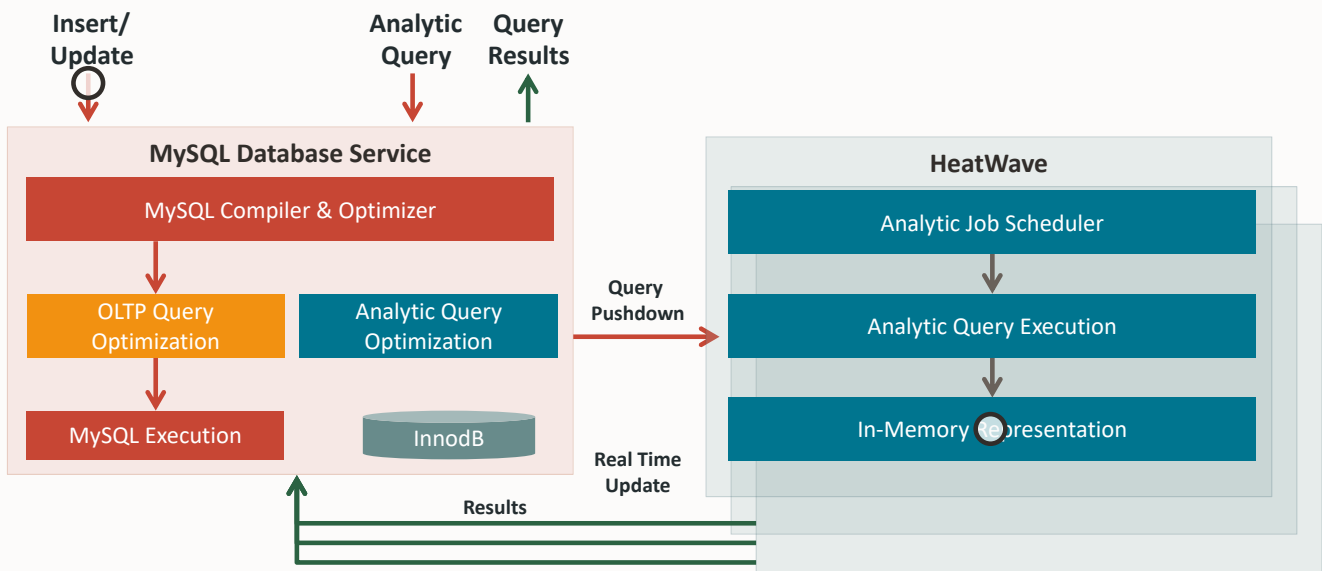 Insert/
Update
Analytic
Query
Query
Results
MySQL Database Service
MySQL Compiler & Optimizer
OLTP Query
Optimization
Analytic Query
Optimization
MySQL Execution
InnodB
Query
Pushdown
HeatWave
Analytic Job Scheduler
Analytic Query Execution
In-Memory Representation
Real Time
Update
Results